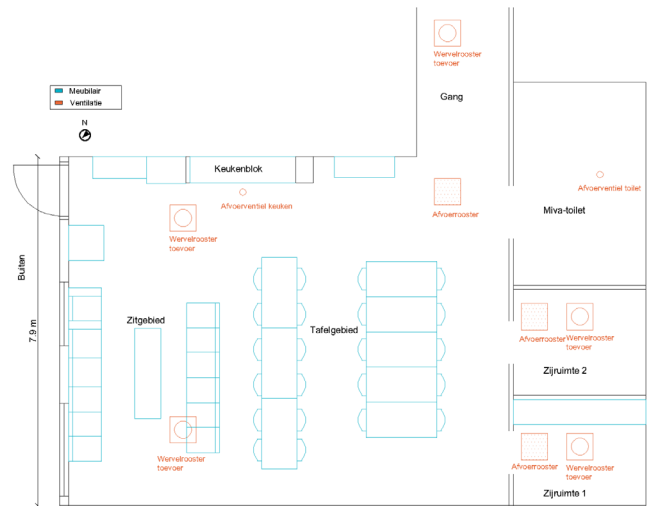 Wervelrooster
toevoer
Meubilair
Ventilatie
Gang
N
Keukenblok
Afvoerventiel toilet
Afvoerventiel keuken
Afvoerrooster
Miva-toilet
Wervelrooster
toevoer
Buiten
7.9 m
Zitgebied
Tafelgebied
Afvoerrooster
Wervelrooster
toevoer
Zijruimte 2
Wervelrooster
toevoer
Afvoerrooster
Wervelrooster
toevoer
Zijruimte 1